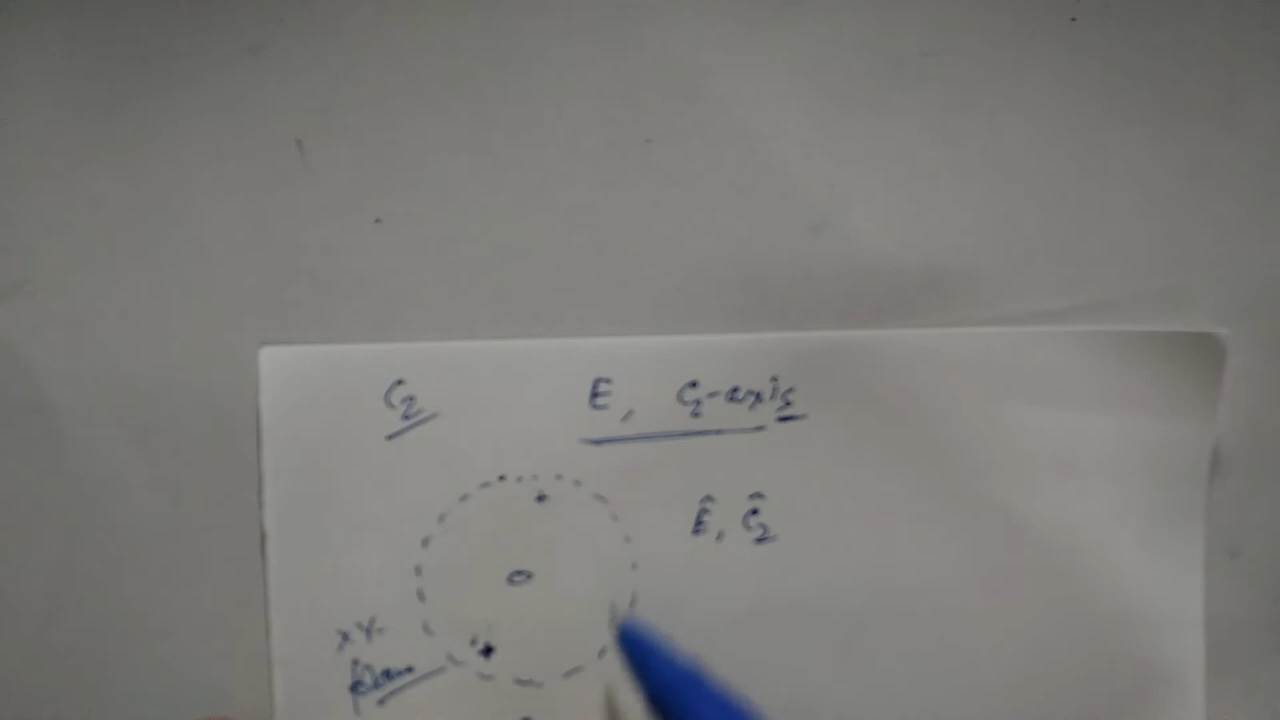 C₂ E, C₂-axis
Ê, Ĉ₂
XY-
plane